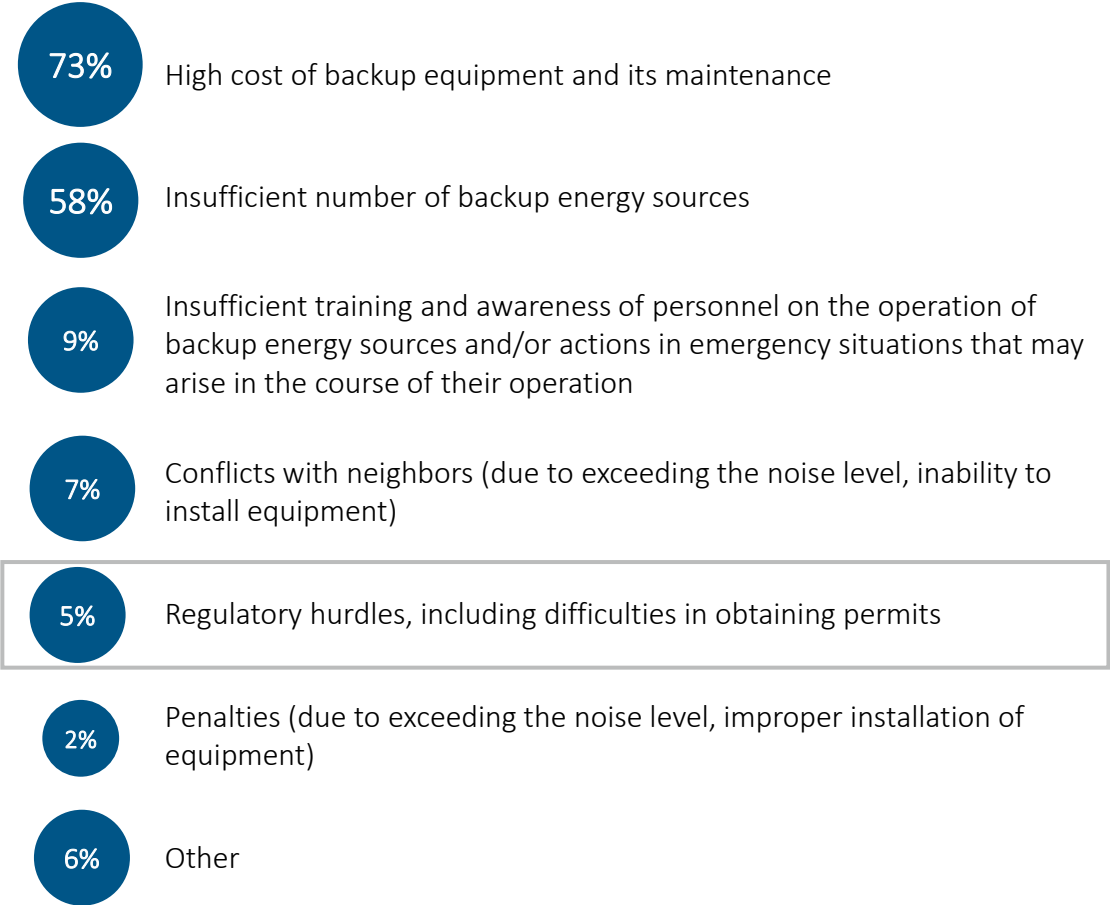 73%
High cost of backup equipment and its maintenance
58%
Insufficient number of backup energy sources
9%
Insufficient training and awareness of personnel on the operation of
backup energy sources and/or actions in emergency situations that may
arise in the course of their operation
7%
Conflicts with neighbors (due to exceeding the noise level, inability to
install equipment)
5%
Regulatory hurdles, including difficulties in obtaining permits
2%
Penalties (due to exceeding the noise level, improper installation of
equipment)
6%
Other